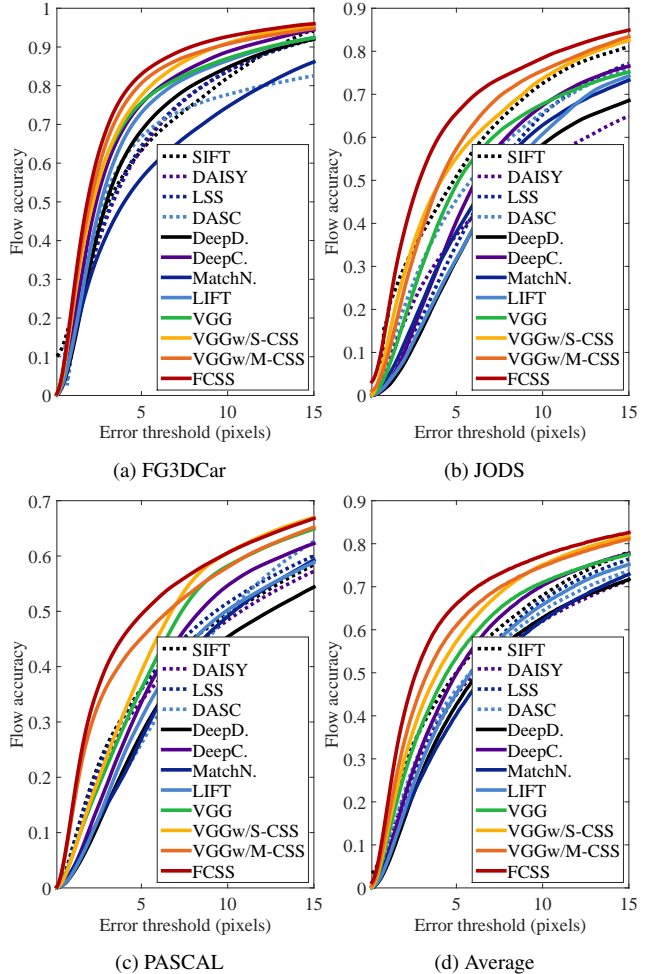 1
0.9
0.8
0.7
0.6
0.5
0.4
0.3
0.2
0.1
0
Flow accuracy
SIFT
DAISY
LSS
DASC
DeepD.
DeepC.
MatchN.
LIFT
VGG
VGGw/S-CSS
VGGw/M-CSS
FCSS
5 10 15
Error threshold (pixels)
(a) FG3DCar
0.9
0.8
0.7
0.6
0.5
0.4
0.3
0.2
0.1
0
Flow accuracy
SIFT
DAISY
LSS
DASC
DeepD.
DeepC.
MatchN.
LIFT
VGG
VGGw/S-CSS
VGGw/M-CSS
FCSS
5 10 15
Error threshold (pixels)
(b) JODS
0.7
0.6
0.5
0.4
0.3
0.2
0.1
0
Flow accuracy
SIFT
DAISY
LSS
DASC
DeepD.
DeepC.
MatchN.
LIFT
VGG
VGGw/S-CSS
VGGw/M-CSS
FCSS
5 10 15
Error threshold (pixels)
(c) PASCAL
0.9
0.8
0.7
0.6
0.5
0.4
0.3
0.2
0.1
0
Flow accuracy
SIFT
DAISY
LSS
DASC
DeepD.
DeepC.
MatchN.
LIFT
VGG
VGGw/S-CSS
VGGw/M-CSS
FCSS
5 10 15
Error threshold (pixels)
(d) Average